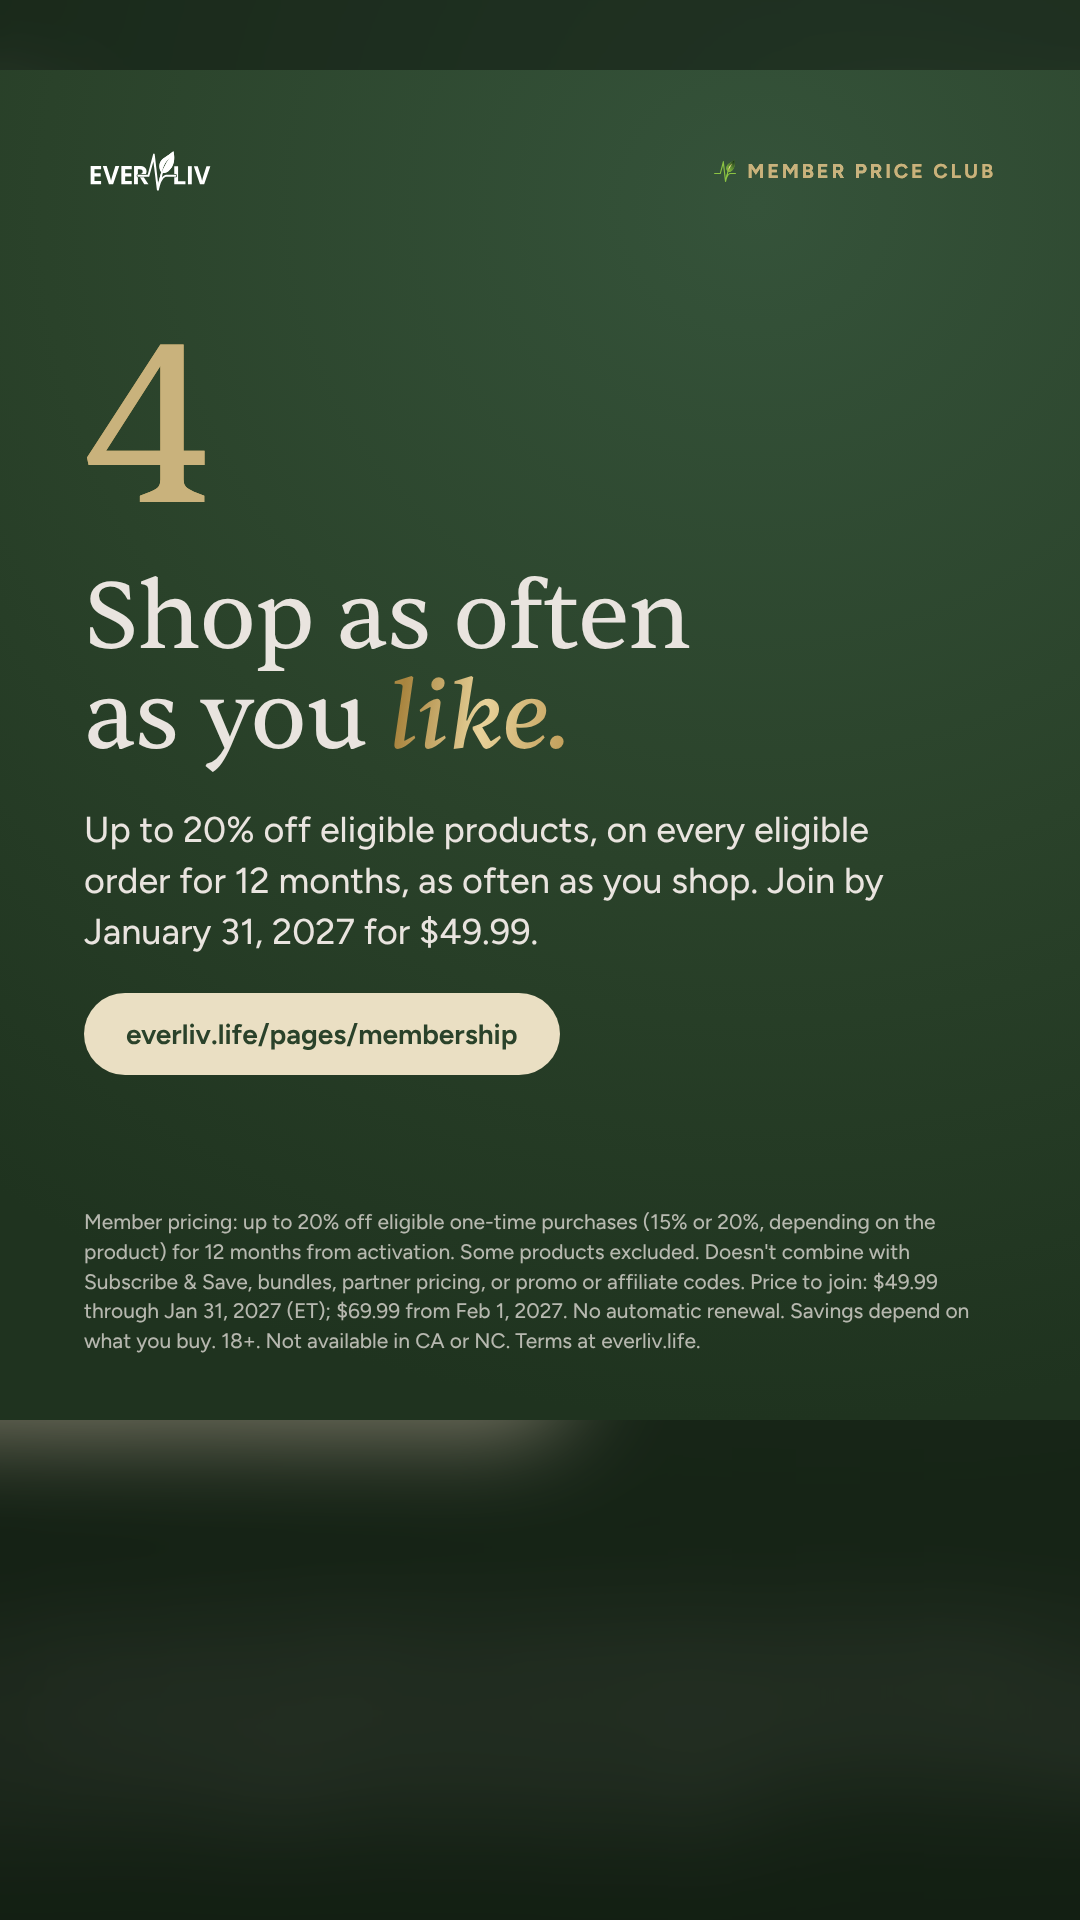 EVERLIV
MEMBER PRICE CLUB
4
Shop as often
as you like.
Up to 20% off eligible products, on every eligible
order for 12 months, as often as you shop. Join by
January 31, 2027 for $49.99.
everliv.life/pages/membership
Member pricing: up to 20% off eligible one-time purchases (15% or 20%, depending on the
product) for 12 months from activation. Some products excluded. Doesn't combine with
Subscribe & Save, bundles, partner pricing, or promo or affiliate codes. Price to join: $49.99
through Jan 31, 2027 (ET); $69.99 from Feb 1, 2027. No automatic renewal. Savings depend on
what you buy. 18+. Not available in CA or NC. Terms at everliv.life.